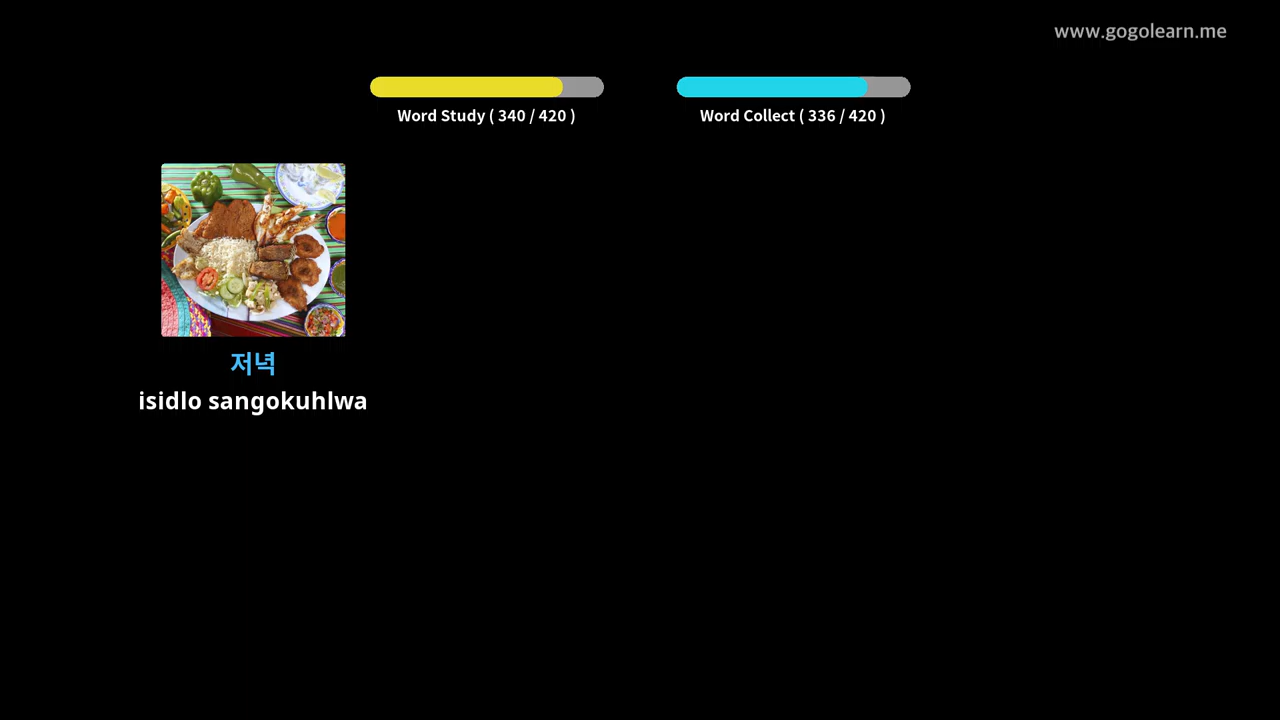 www.gogolearn.me
Word Study ( 340 / 420 )
Word Collect ( 336 / 420 )
저녁
isidlo sangokuhlwa